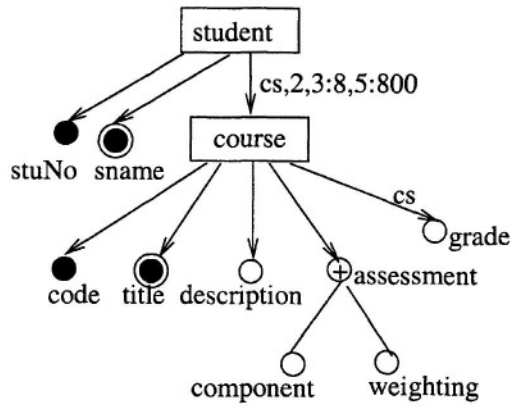 student
cs,2,3:8,5:800
stuNo sname
course
cs
grade
code title description
+
assessment
component
weighting